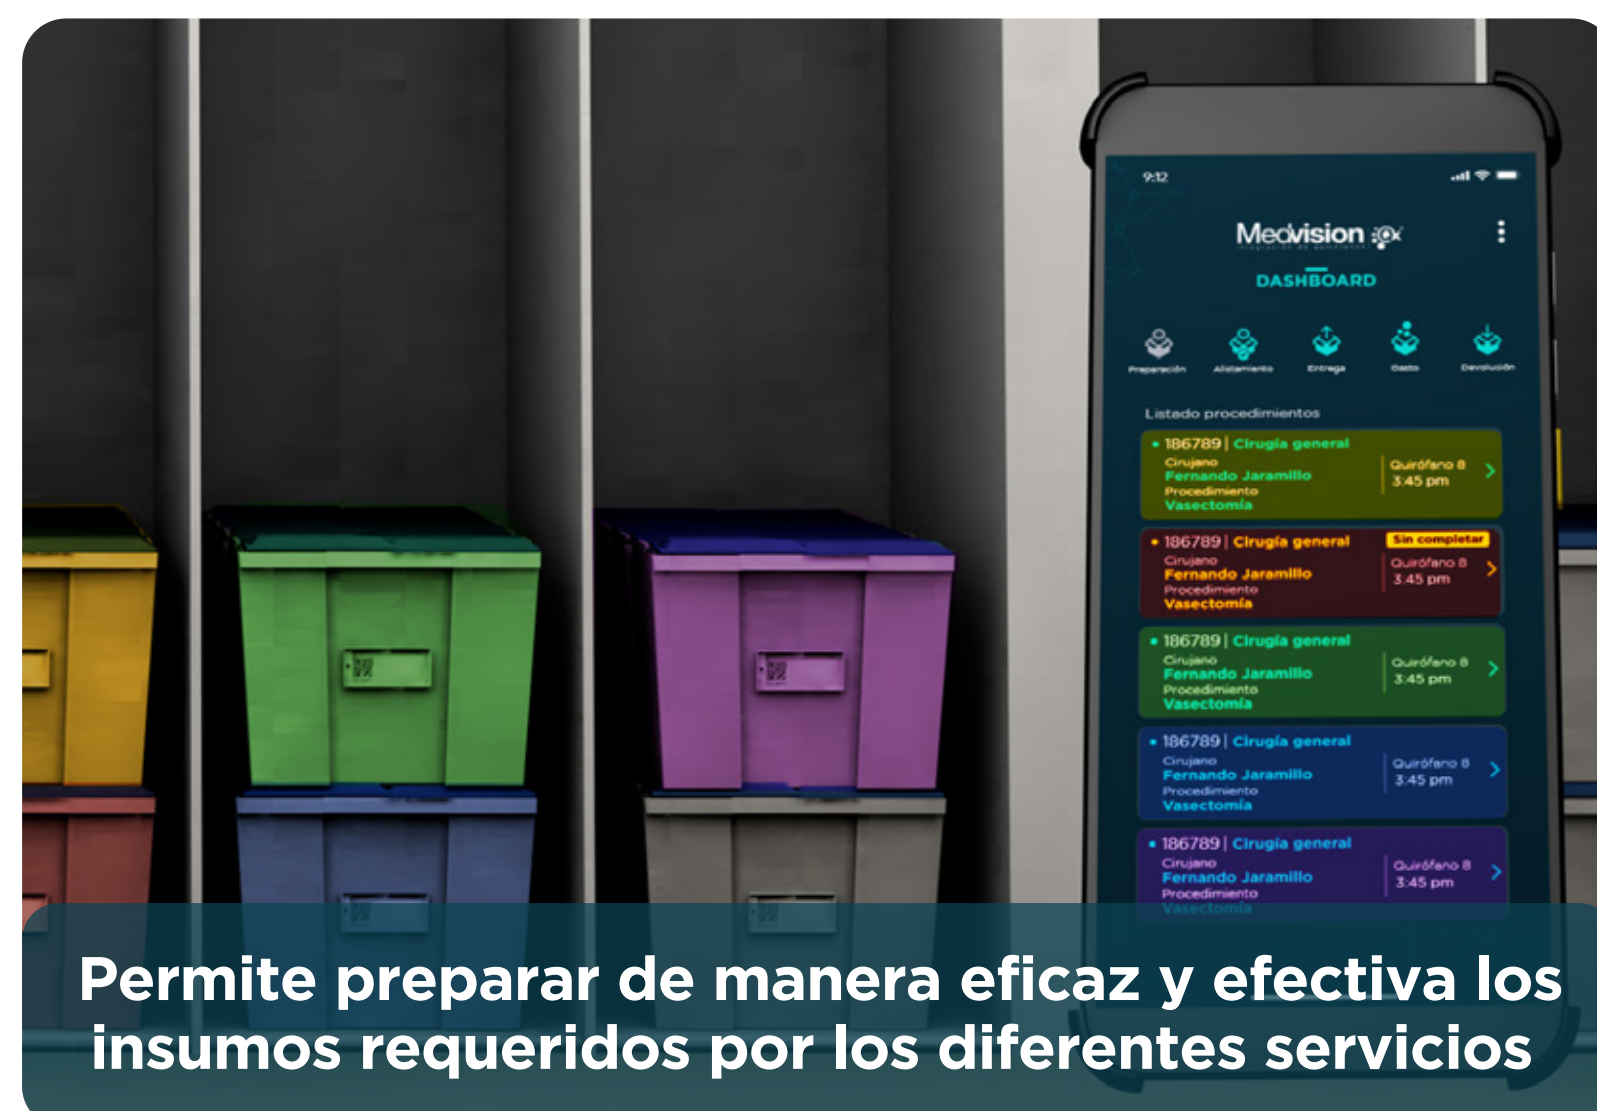 9:12
Medvision
DASHBOARD
Preparación
Alistamiento
Entrega
Gasto
Devolución
Listado procedimientos
186789 | Cirugía general
Cirujano
Fernando Jaramillo
Procedimiento
Vasectomía
Quirófano 8
3:45 pm
186789 | Cirugía general
Sin completar
Cirujano
Fernando Jaramillo
Procedimiento
Vasectomía
Quirófano 8
3:45 pm
186789 | Cirugía general
Cirujano
Fernando Jaramillo
Procedimiento
Vasectomía
Quirófano 8
3:45 pm
186789 | Cirugía general
Cirujano
Fernando Jaramillo
Procedimiento
Vasectomía
Quirófano 8
3:45 pm
186789 | Cirugía general
Cirujano
Fernando Jaramillo
Procedimiento
Vasectomía
Quirófano 8
3:45 pm
Permite preparar de manera eficaz y efectiva los
insumos requeridos por los diferentes servicios